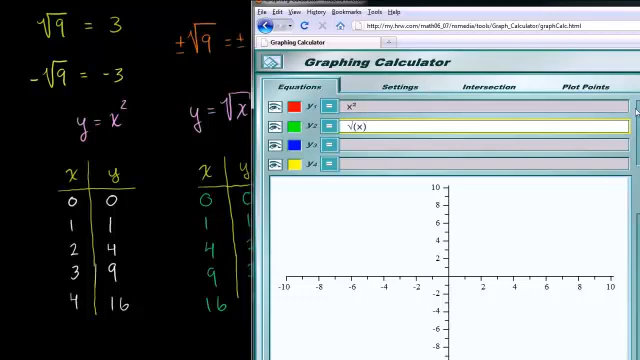 √9 = 3
-√9 = -3
y = x²
x y
0 0
1 1
2 4
3 9
4 16
±√9 = ±
y = √x
x
0 0
1 1
4
9
16
File Edit View History Bookmarks Tools Help
http://my.hrw.com/math06_07/nsmedia/tools/Graph_Calculator/graphCalc.html
Graphing Calculator
Graphing Calculator
Equations Settings Intersection Plot Points
y₁ = x²
y₂ = √(x)
y₃ =
y₄ =
10
8
6
4
2
-10 -8 -6 -4 -2 2 4 6 8 10
-2
-4
-6
-8